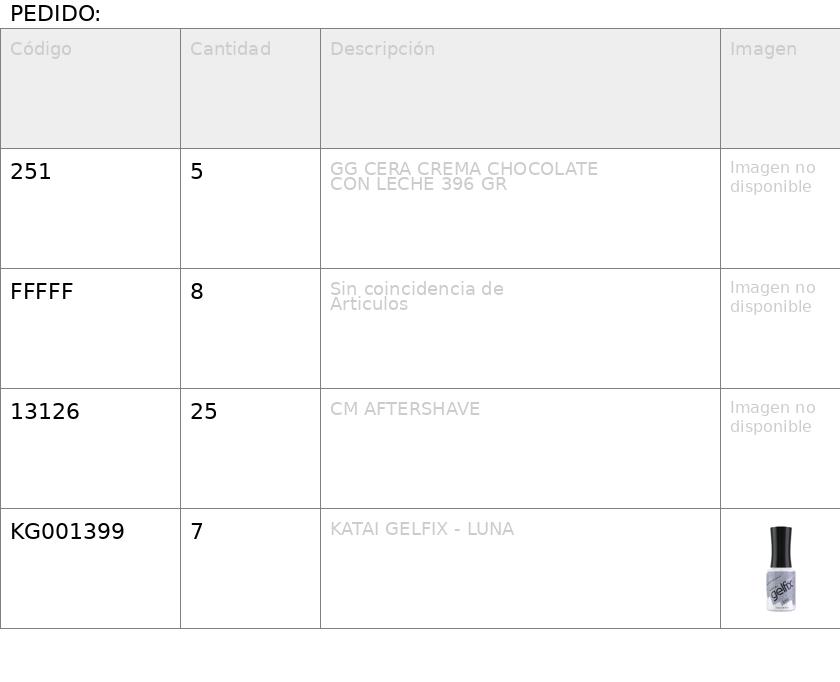 PEDIDO:
Código Cantidad Descripción Imagen
251 5 GG CERA CREMA CHOCOLATE Imagen no
CON LECHE 396 GR disponible
FFFFF 8 Sin coincidencia de Imagen no
Articulos disponible
13126 25 CM AFTERSHAVE Imagen no
disponible
KG001399 7 KATAI GELFIX - LUNA
gelfix